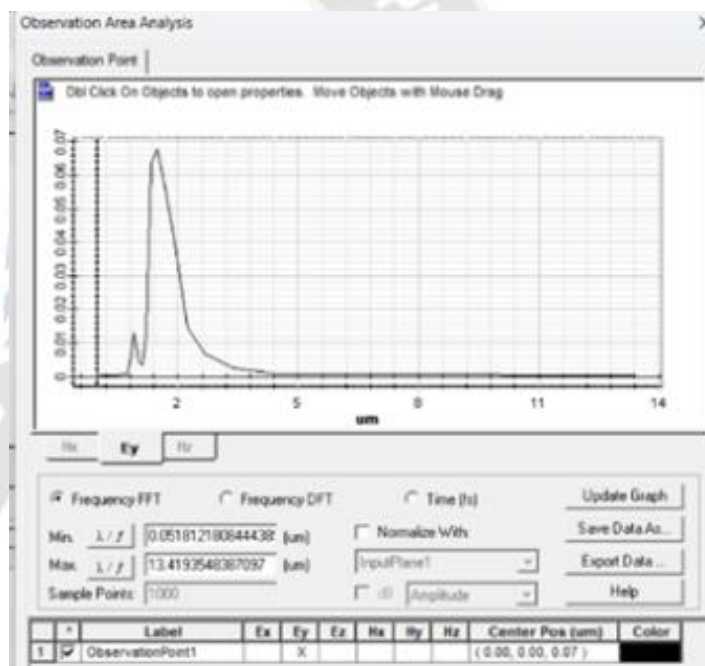 Observation Area Analysis
Observation Point
Dbl Click On Objects to open properties. Move Objects with Mouse Drag
0.07
0.06
0.05
0.04
0.03
0.02
0.01
0
2 5 8 11 14
um
Hx Ey Hz
Frequency-FFT Frequency-DFT Time (fs) Update Graph
Min. λ / f (um) Normalize With: Save Data As...
Max. λ / f 13.4193548387097 (um) InputPlane1 Export Data ...
Sample Points: 1000 dB Amplitude Help
* Label Ex Ey Ez Hx Hy Hz Center Pos (um) Color
1 ObservationPoint1 X ( 0.00, 0.00, 0.07 )